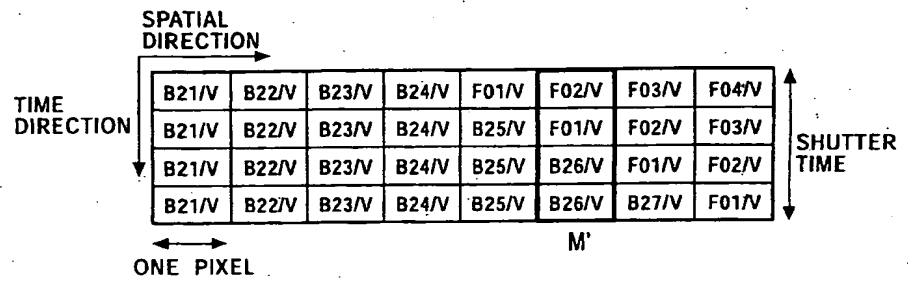 SPATIAL
DIRECTION
TIME
DIRECTION
B21/V B22/V B23/V B24/V F01/V F02/V F03/V F04/V
B21/V B22/V B23/V B24/V B25/V F01/V F02/V F03/V
B21/V B22/V B23/V B24/V B25/V B26/V F01/V F02/V
B21/V B22/V B23/V B24/V B25/V B26/V B27/V F01/V
SHUTTER
TIME
M'
ONE PIXEL